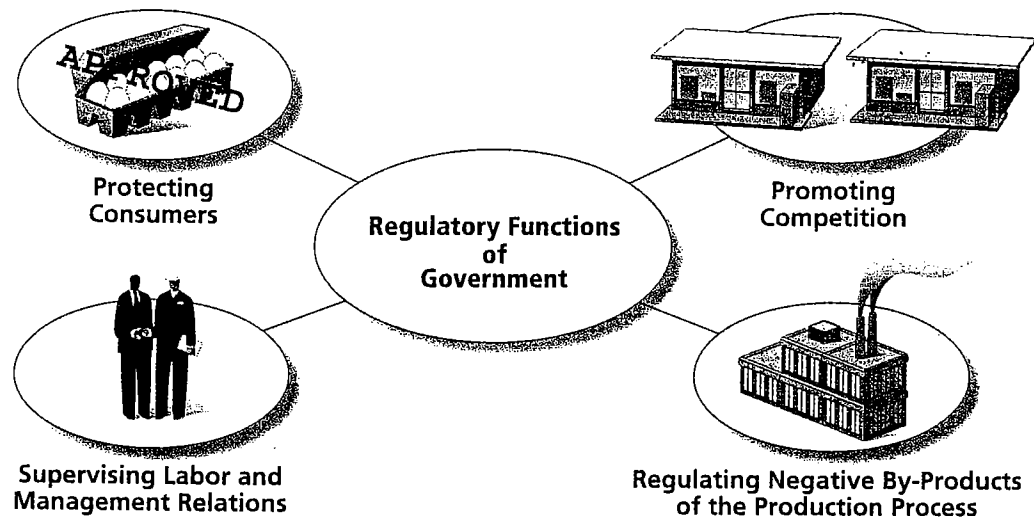 APPROVED
Protecting
Consumers
Promoting
Competition
Regulatory Functions
of
Government
Supervising Labor and
Management Relations
Regulating Negative By-Products
of the Production Process